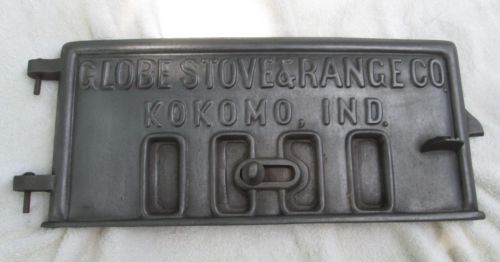 GLOBE STOVE & RANGE CO
KOKOMO, IND.